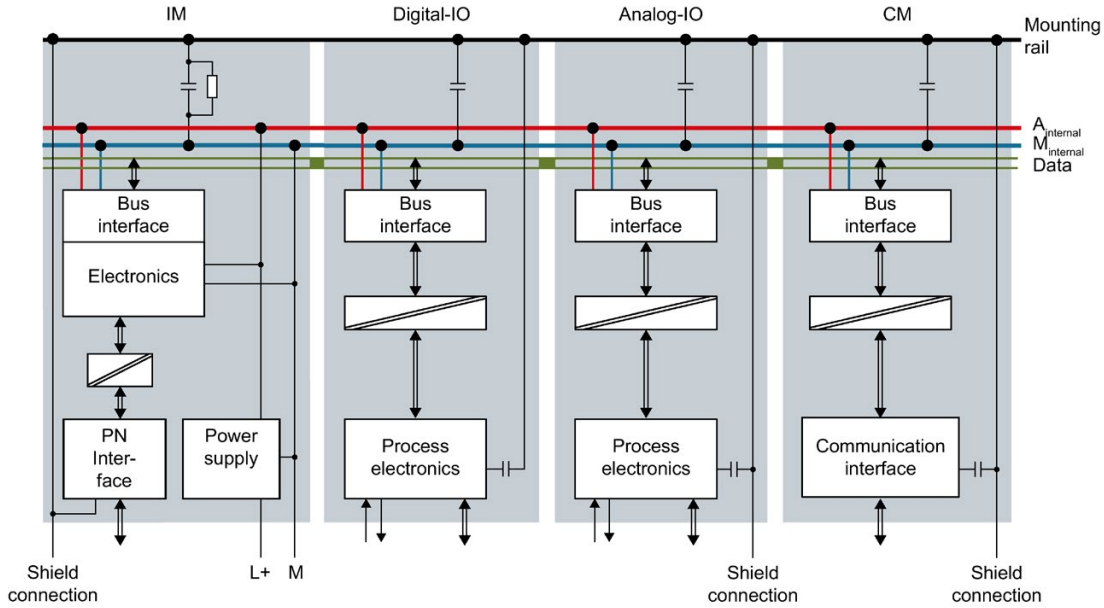 IM
Digital-IO
Analog-IO
CM
Mounting
rail
Ainternal
Minternal
Data
Bus
interface
Electronics
PN
Inter-
face
Power
supply
Bus
interface
Process
electronics
Bus
interface
Process
electronics
Bus
interface
Communication
interface
Shield
connection
L+
M
Shield
connection
Shield
connection